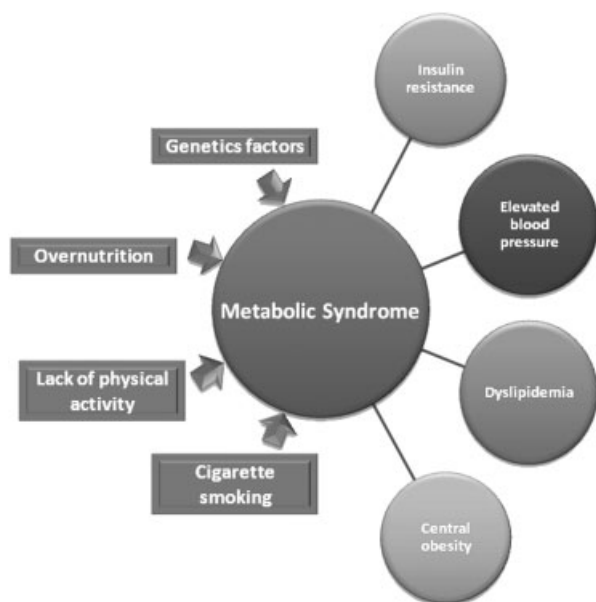 Insulin
resistance
Genetics factors
Elevated
blood
pressure
Overnutrition
Metabolic Syndrome
Lack of physical
activity
Dyslipidemia
Cigarette
smoking
Central
obesity